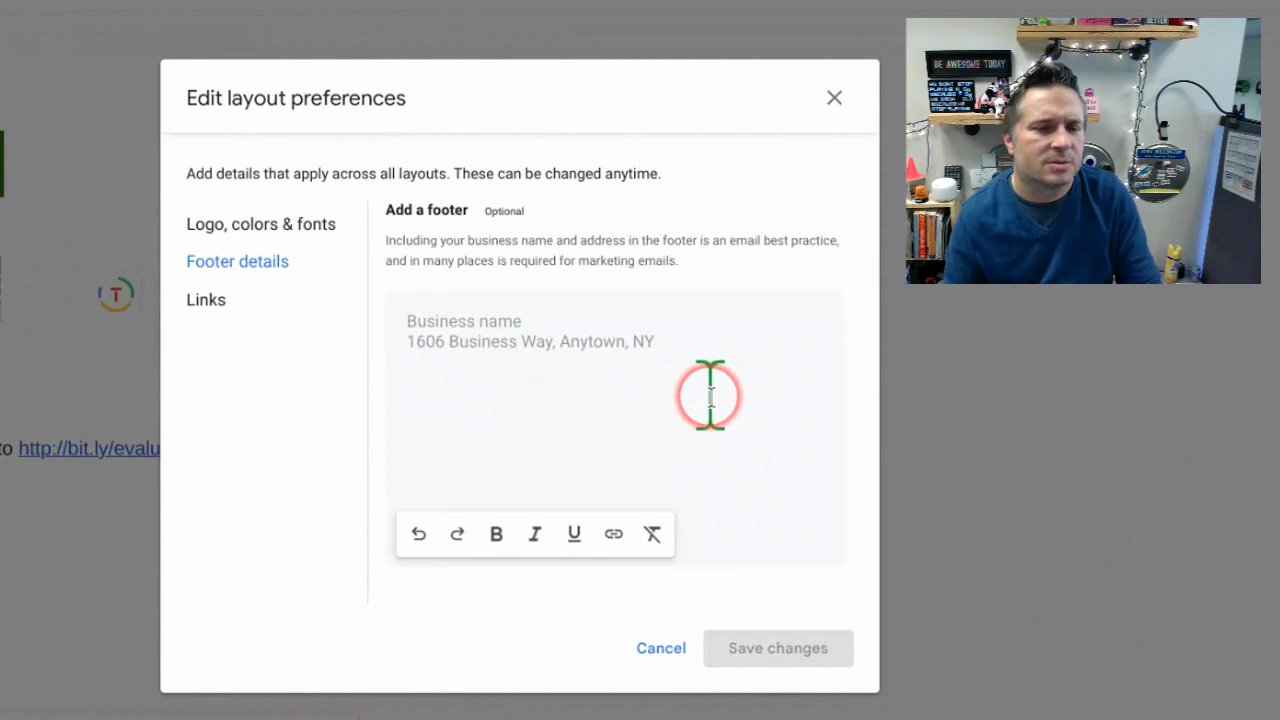 Edit layout preferences
Add details that apply across all layouts. These can be changed anytime.
Logo, colors & fonts
Footer details
Links
Add a footer Optional
Including your business name and address in the footer is an email best practice,
and in many places is required for marketing emails.
Business name
1606 Business Way, Anytown, NY
B I U
Cancel
Save changes
T
to http://bit.ly/evalu
BE AWESOME TODAY